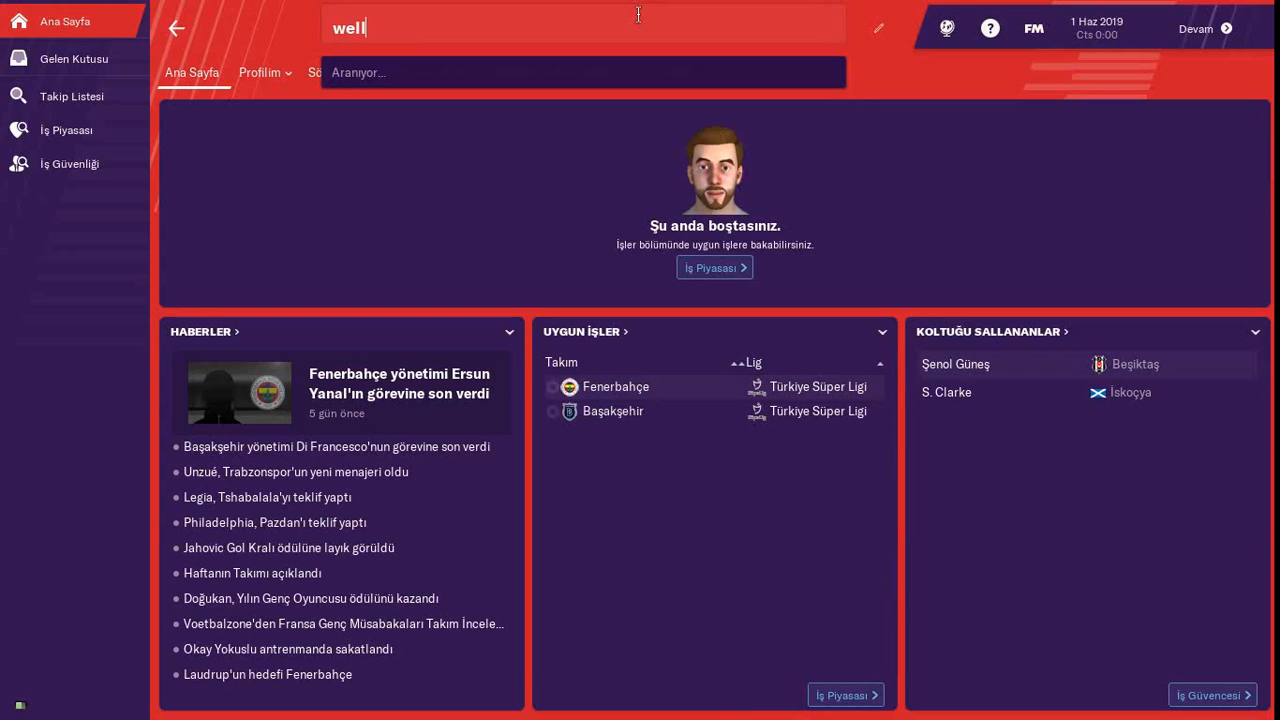 Ana Sayfa
Gelen Kutusu
Takip Listesi
İş Piyasası
İş Güvenliği
well
1 Haz 2019
Cts 0:00
?
FM
Devam
Ana Sayfa
Profilim
Sö
Aranıyor...
Şu anda boştasınız.
İşler bölümünde uygun işlere bakabilirsiniz.
İş Piyasası
HABERLER
Fenerbahçe yönetimi Ersun
Yanal'ın görevine son verdi
5 gün önce
Başakşehir yönetimi Di Francesco'nun görevine son verdi
Unzué, Trabzonspor'un yeni menajeri oldu
Legia, Tshabalala'yı teklif yaptı
Philadelphia, Pazdan'ı teklif yaptı
Jahovic Gol Kralı ödülüne layık görüldü
Haftanın Takımı açıklandı
Doğukan, Yılın Genç Oyuncusu ödülünü kazandı
Voetbalzone'den Fransa Genç Müsabakaları Takım İncele...
Okay Yokuslu antrenmanda sakatlandı
Laudrup'un hedefi Fenerbahçe
UYGUN İŞLER
Takım Lig
Fenerbahçe Türkiye Süper Ligi
Başakşehir Türkiye Süper Ligi
İş Piyasası
KOLTUĞU SALLANANLAR
Şenol Güneş Beşiktaş
S. Clarke İskoçya
İş Güvencesi